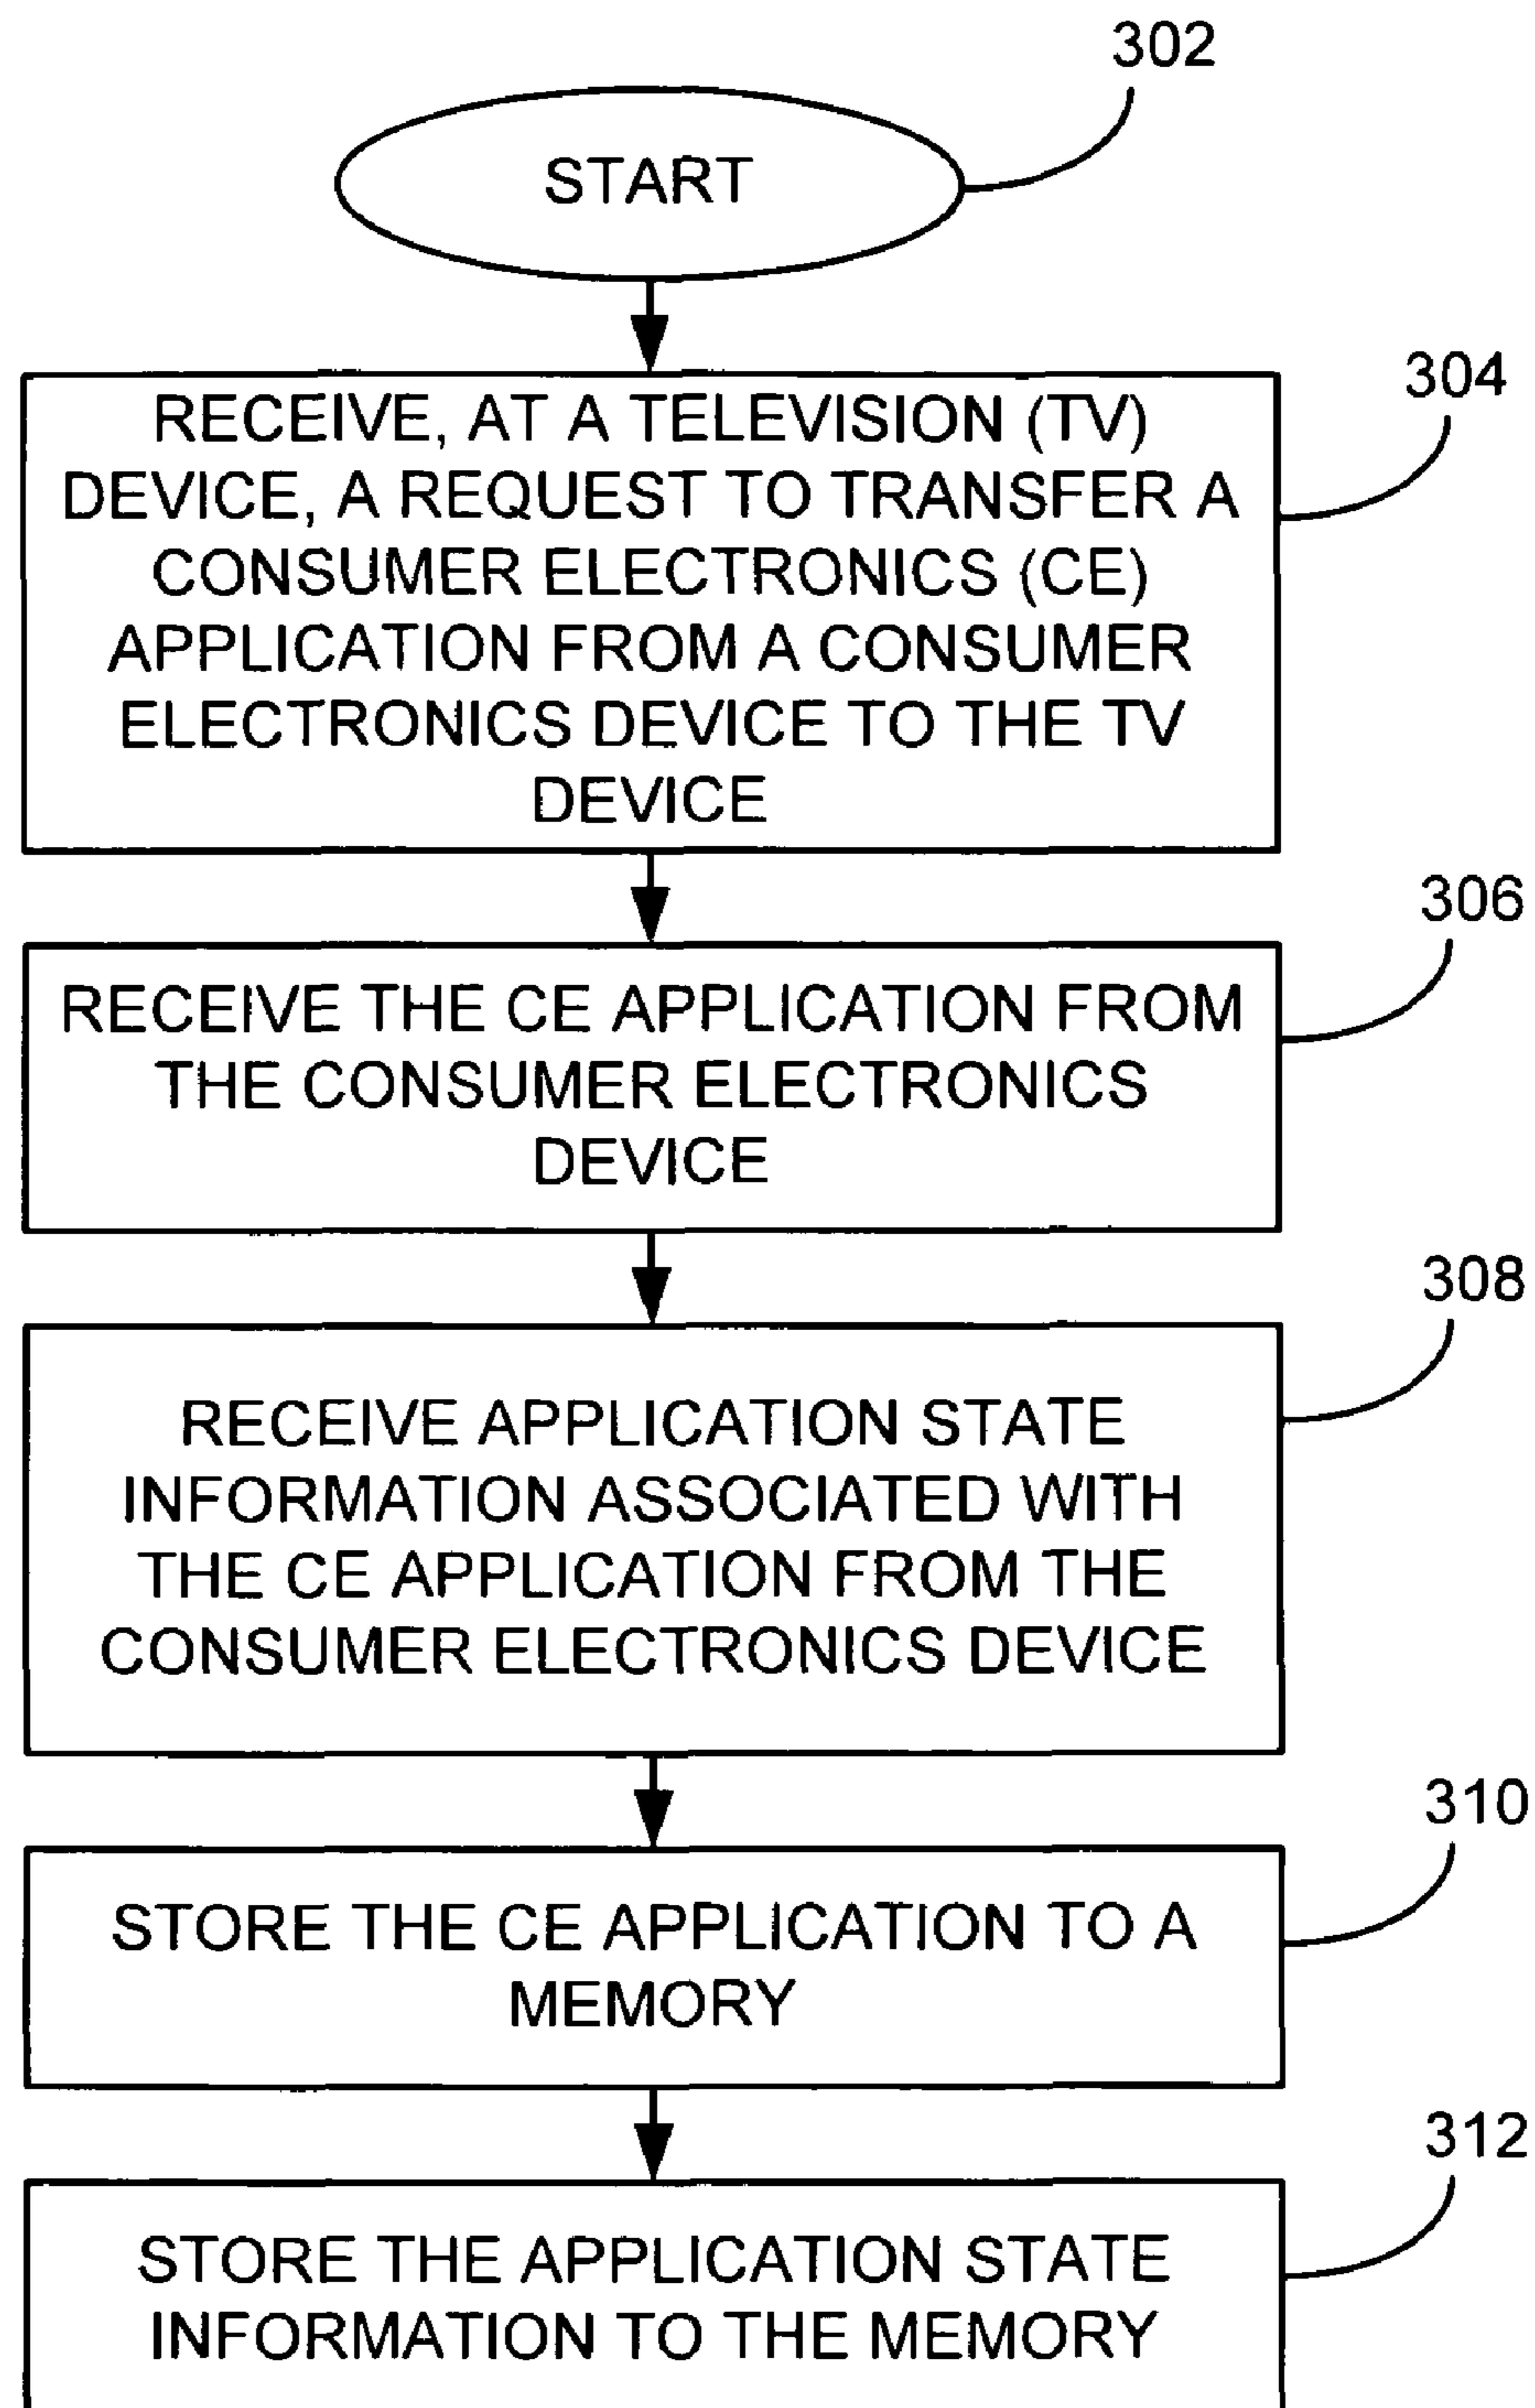 302
START
304
RECEIVE, AT A TELEVISION (TV)
DEVICE, A REQUEST TO TRANSFER A
CONSUMER ELECTRONICS (CE)
APPLICATION FROM A CONSUMER
ELECTRONICS DEVICE TO THE TV
DEVICE
306
RECEIVE THE CE APPLICATION FROM
THE CONSUMER ELECTRONICS
DEVICE
308
RECEIVE APPLICATION STATE
INFORMATION ASSOCIATED WITH
THE CE APPLICATION FROM THE
CONSUMER ELECTRONICS DEVICE
310
STORE THE CE APPLICATION TO A
MEMORY
312
STORE THE APPLICATION STATE
INFORMATION TO THE MEMORY